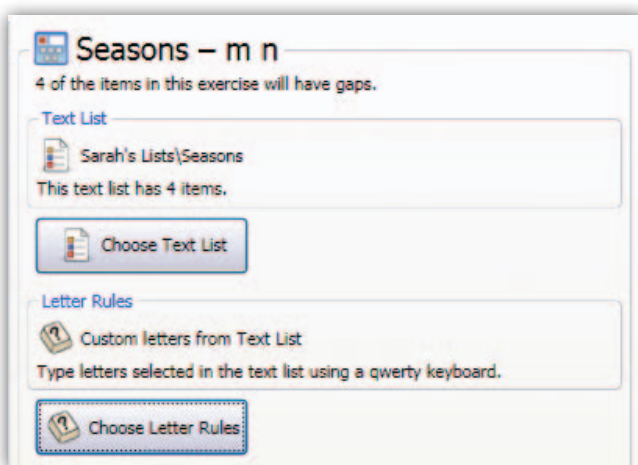 Seasons – m n
4 of the items in this exercise will have gaps.
Text List
Sarah's Lists\Seasons
This text list has 4 items.
Choose Text List
Letter Rules
Custom letters from Text List
Type letters selected in the text list using a qwerty keyboard.
Choose Letter Rules